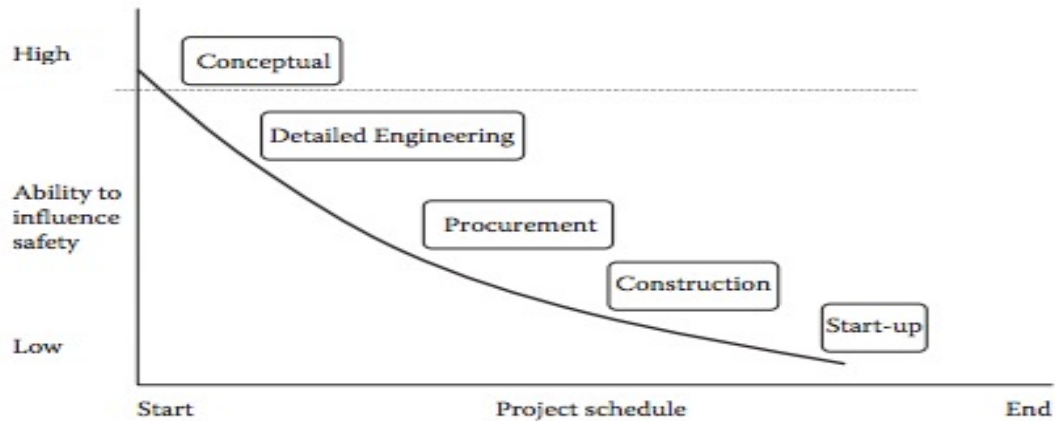 High
Conceptual
Detailed Engineering
Ability to
influence
safety
Procurement
Construction
Start-up
Low
Start
Project schedule
End